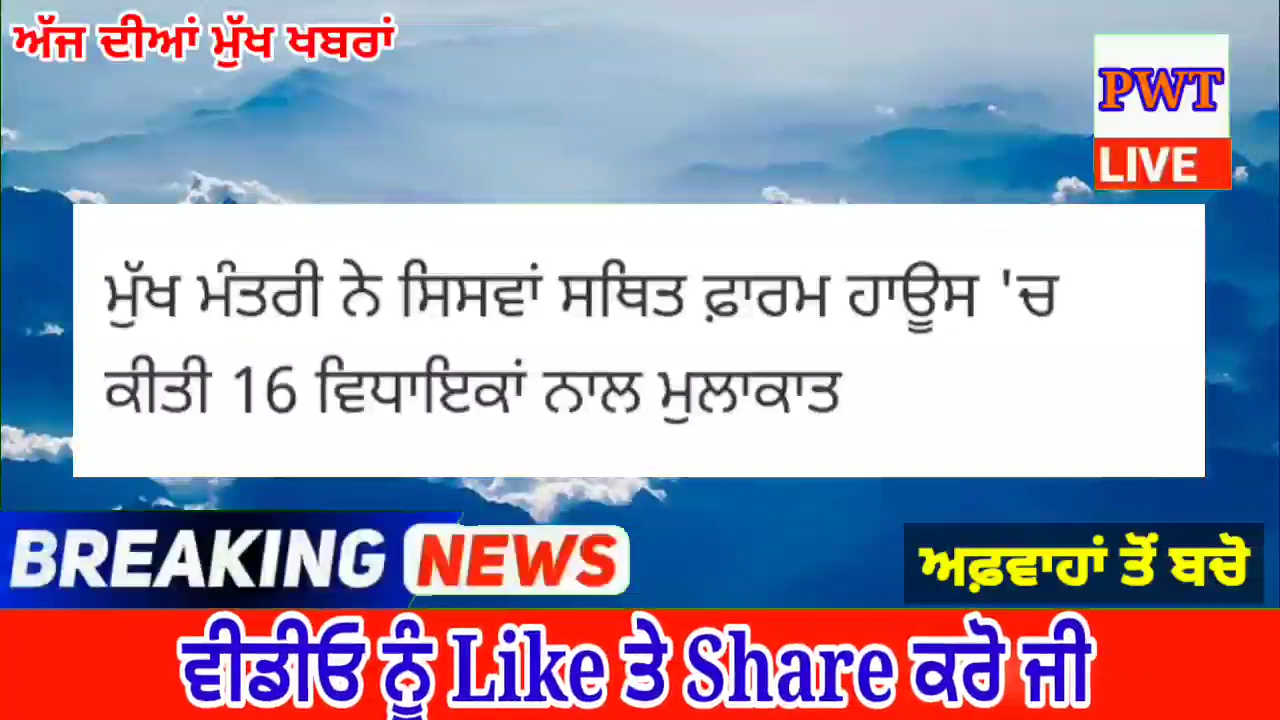 ਅੱਜ ਦੀਆਂ ਮੁੱਖ ਖਬਰਾਂ
PWT
LIVE
ਮੁੱਖ ਮੰਤਰੀ ਨੇ ਸਿਸਵਾਂ ਸਥਿਤ ਫ਼ਾਰਮ ਹਾਊਸ 'ਚ
ਕੀਤੀ 16 ਵਿਧਾਇਕਾਂ ਨਾਲ ਮੁਲਾਕਾਤ
BREAKING NEWS
ਅਫ਼ਵਾਹਾਂ ਤੋਂ ਬਚੋ
ਵੀਡੀਓ ਨੂੰ Like ਤੇ Share ਕਰੋ ਜੀ